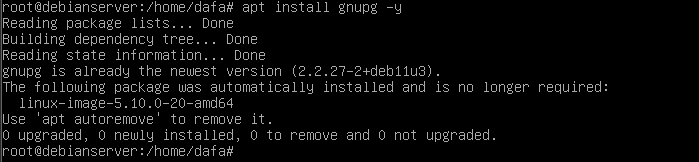 root@debianserver:/home/dafa# apt install gnupg -y
Reading package lists... Done
Building dependency tree... Done
Reading state information... Done
gnupg is already the newest version (2.2.27-2+deb11u3).
The following package was automatically installed and is no longer required:
  linux-image-5.10.0-20-amd64
Use 'apt autoremove' to remove it.
0 upgraded, 0 newly installed, 0 to remove and 0 not upgraded.
root@debianserver:/home/dafa#